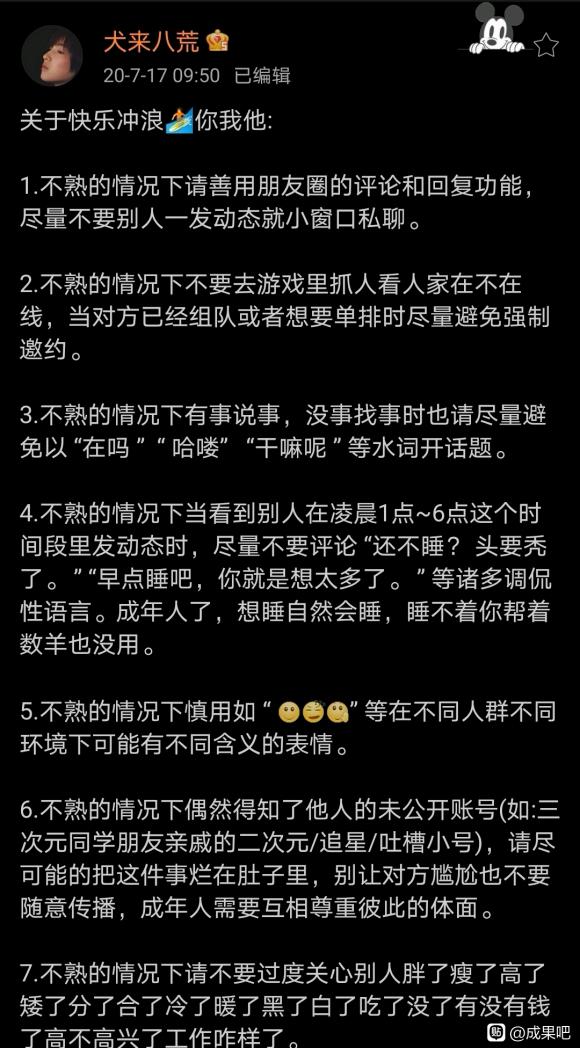 犬来八荒
20-7-17 09:50 已编辑
关于快乐冲浪🏄你我他:
1.不熟的情况下请善用朋友圈的评论和回复功能，
尽量不要别人一发动态就小窗口私聊。
2.不熟的情况下不要去游戏里抓人看人家在不在
线，当对方已经组队或者想要单排时尽量避免强制
邀约。
3.不熟的情况下有事说事，没事找事时也请尽量避
免以“在吗 ”“ 哈喽” “干嘛呢 ” 等水词开话题。
4.不熟的情况下当看到别人在凌晨1点~6点这个时
间段里发动态时，尽量不要评论 “还不睡？ 头要秃
了。”“早点睡吧，你就是想太多了。” 等诸多调侃
性语言。成年人了，想睡自然会睡，睡不着你帮着
数羊也没用。
5.不熟的情况下慎用如 “ ” 等在不同人群不同
环境下可能有不同含义的表情。
6.不熟的情况下偶然得知了他人的未公开账号(如:三
次元同学朋友亲戚的二次元/追星/吐槽小号)，请尽
可能的把这件事烂在肚子里，别让对方尴尬也不要
随意传播，成年人需要互相尊重彼此的体面。
7.不熟的情况下请不要过度关心别人胖了瘦了高了
矮了分了合了冷了暖了黑了白了吃了没了有没有钱
了高不高兴了工作咋样了。
贴 @成果吧